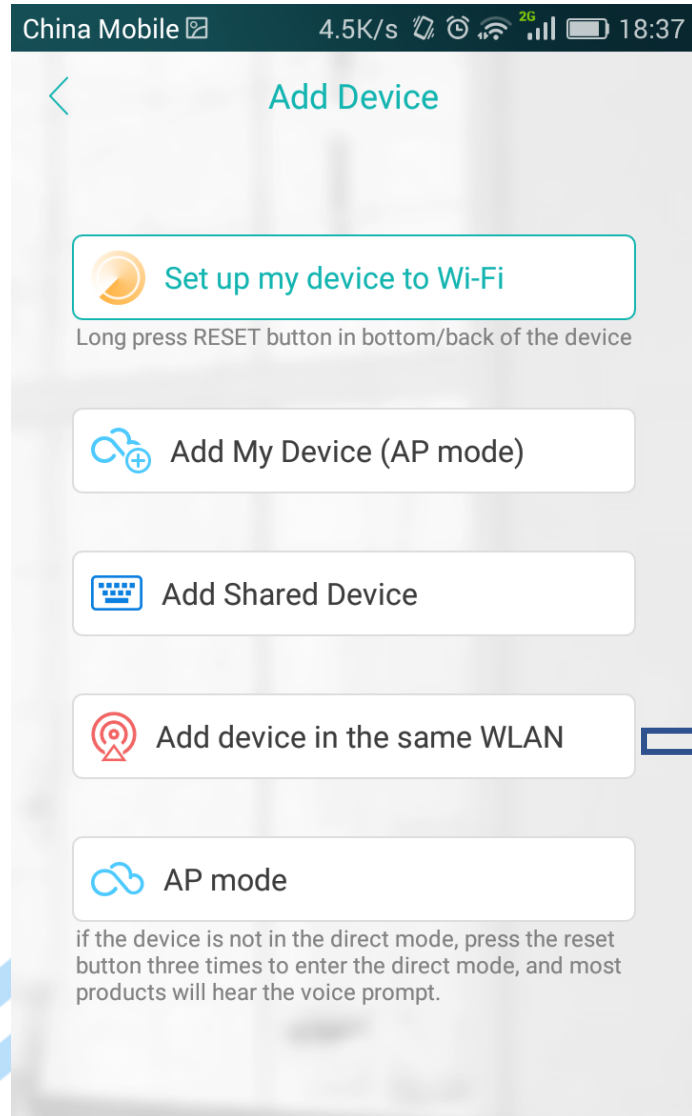 China Mobile 4.5K/s 2G 18:37
Add Device
Set up my device to Wi-Fi
Long press RESET button in bottom/back of the device
Add My Device (AP mode)
Add Shared Device
Add device in the same WLAN
AP mode
if the device is not in the direct mode, press the reset
button three times to enter the direct mode, and most
products will hear the voice prompt.